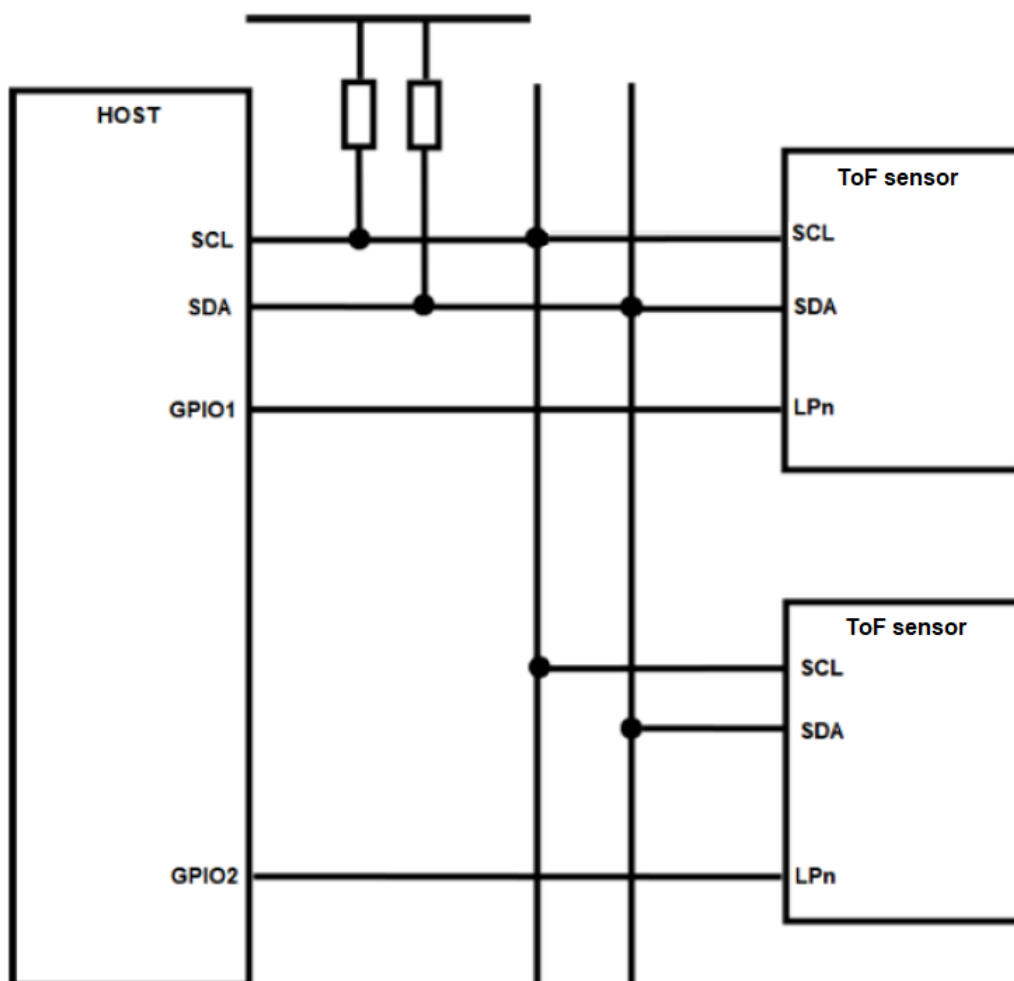 HOST
ToF sensor
SCL
SCL
SDA
SDA
GPIO1
LPn
ToF sensor
SCL
SDA
GPIO2
LPn